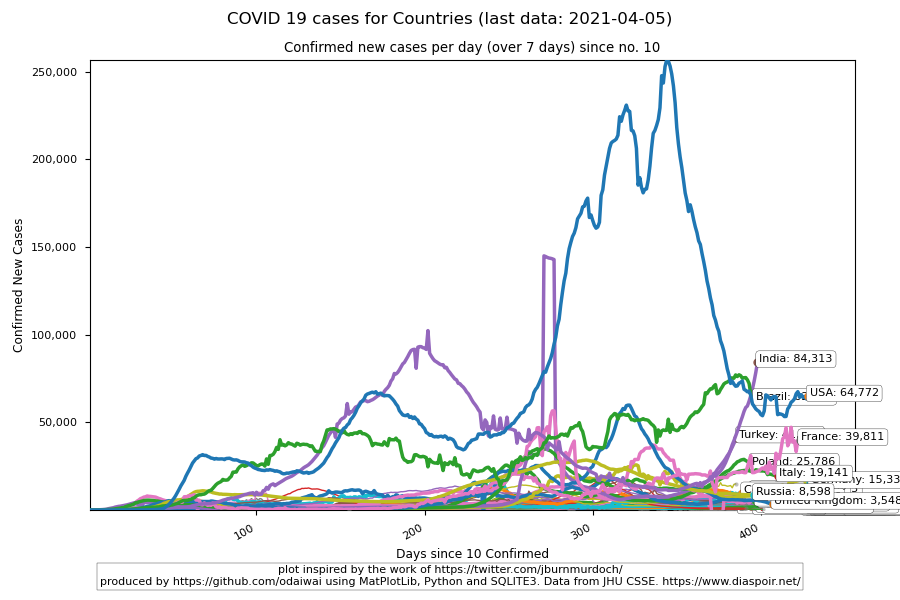 COVID 19 cases for Countries (last data: 2021-04-05)
Confirmed new cases per day (over 7 days) since no. 10
250,000
200,000
150,000
100,000
50,000
Confirmed New Cases
India: 84,313
Brazil:
USA: 64,772
Turkey:
France: 39,811
Poland: 25,786
Italy: 19,141
15,33
Russia: 8,598
Kingdom: 3,548
100
200
300
400
Days since 10 Confirmed
plot inspired by the work of https://twitter.com/jburnmurdoch/
produced by https://github.com/odaiwai using MatPlotLib, Python and SQLITE3. Data from JHU CSSE. https://www.diaspoir.net/